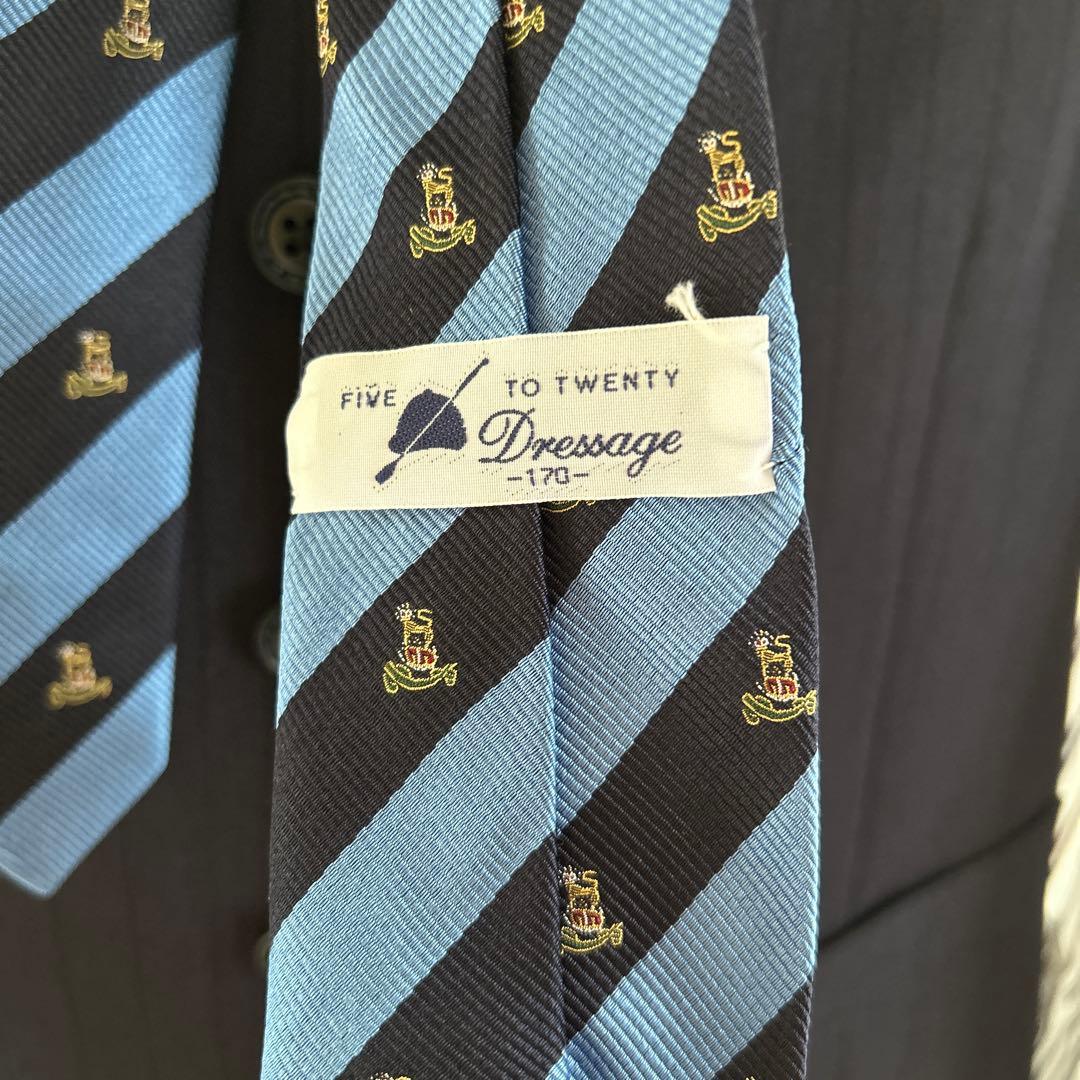 FIVE TO TWENTY
Dressage
-170-